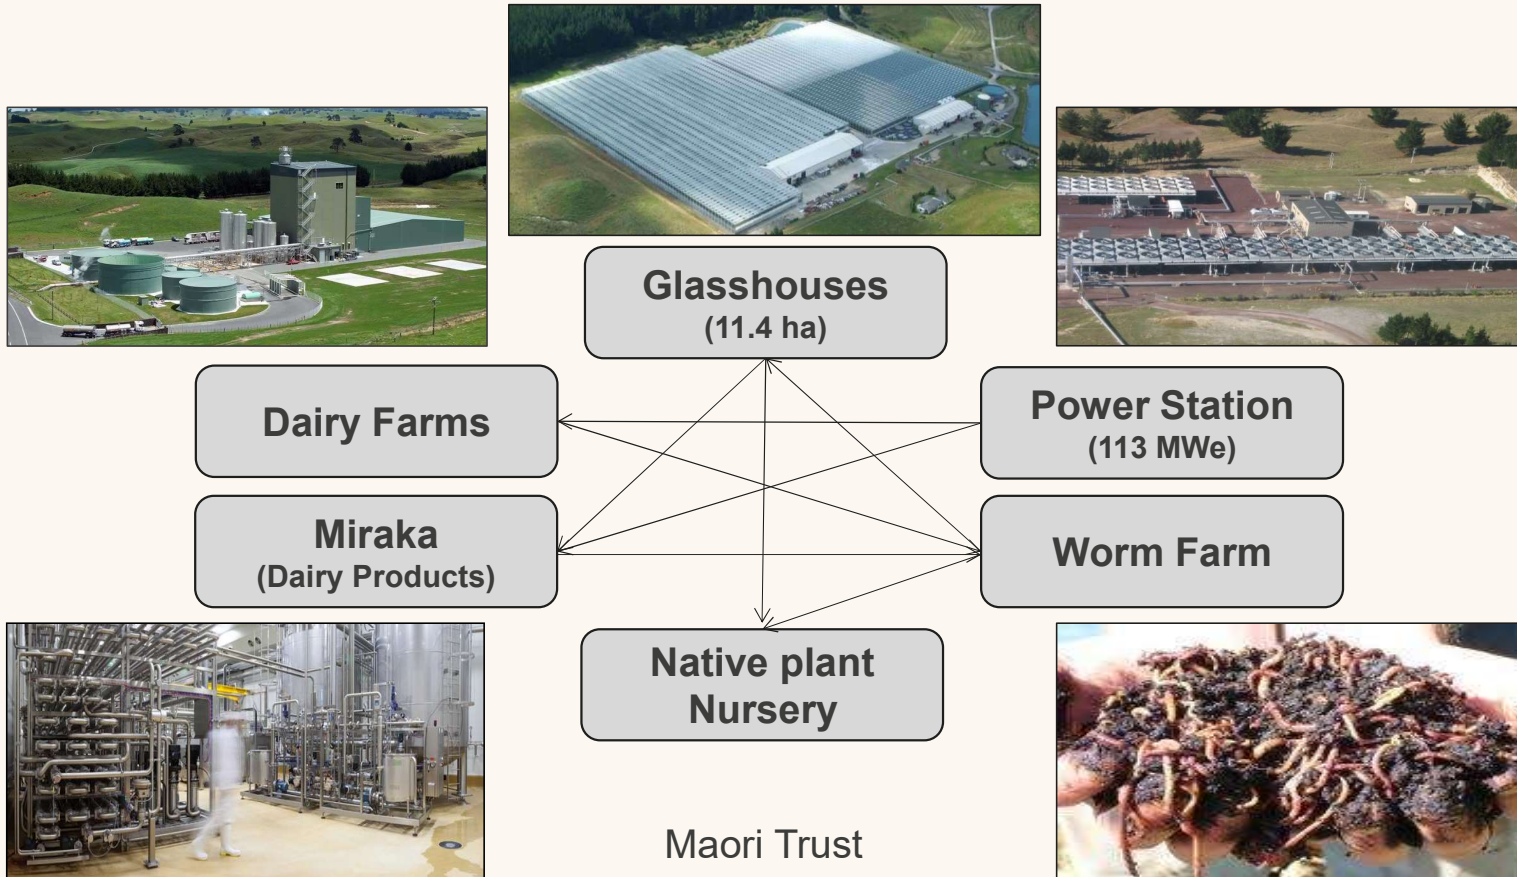 Glasshouses
(11.4 ha)
Dairy Farms
Power Station
(113 MWe)
Miraka
(Dairy Products)
Worm Farm
Native plant
Nursery
Maori Trust